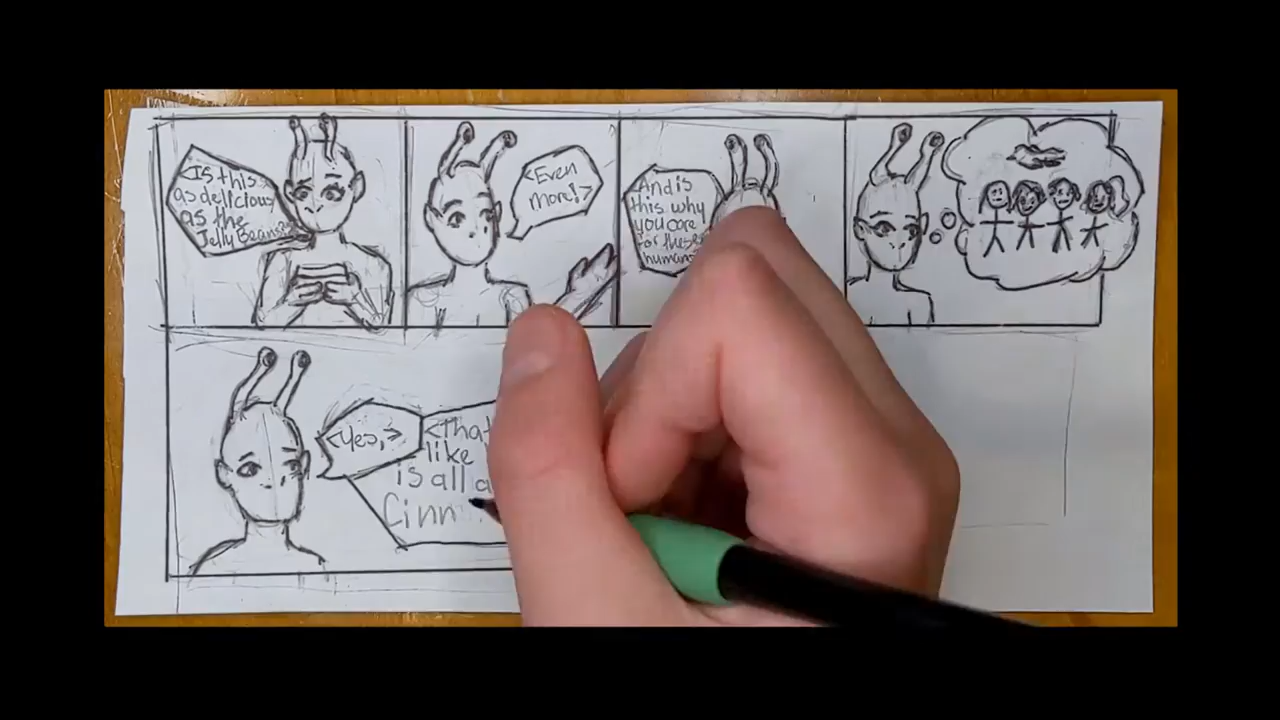 <Is this
as delicious
as the
Jelly Beans?
<Even
more!>
And is
this why
you care
for these
humans
<Yes,>
<That
like
is all a
Cinn